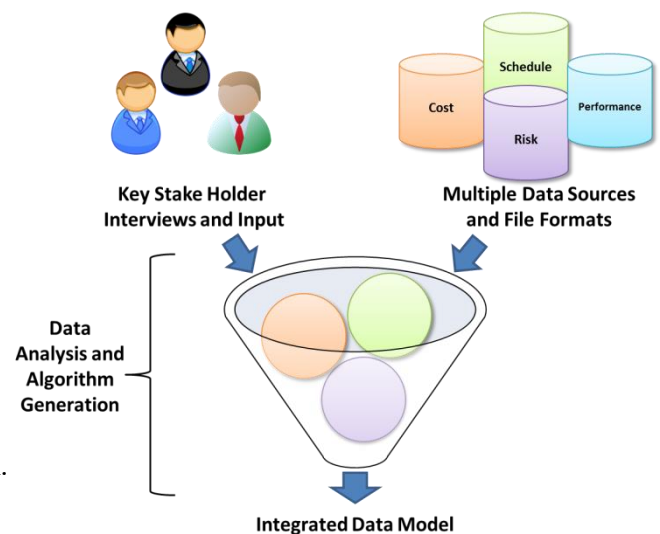 Schedule
Cost
Performance
Risk
Key Stake Holder
Interviews and Input
Multiple Data Sources
and File Formats
Data
Analysis and
Algorithm
Generation
.
Integrated Data Model